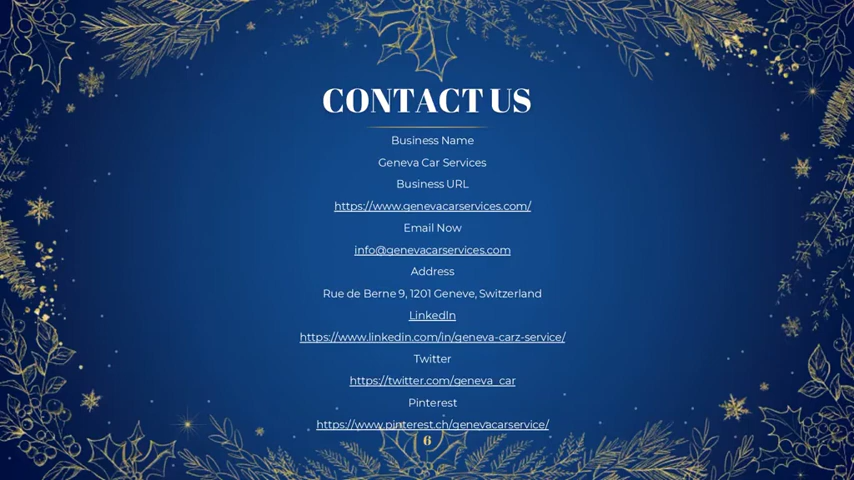 CONTACT US
Business Name
Geneva Car Services
Business URL
https://www.genevacarservices.com/
Email Now
info@genevacarservices.com
Address
Rue de Berne 9, 1201 Geneve, Switzerland
LinkedIn
https://www.linkedin.com/in/geneva-carz-service/
Twitter
https://twitter.com/geneva_car
Pinterest
https://www.pinterest.ch/genevacarservice/
6